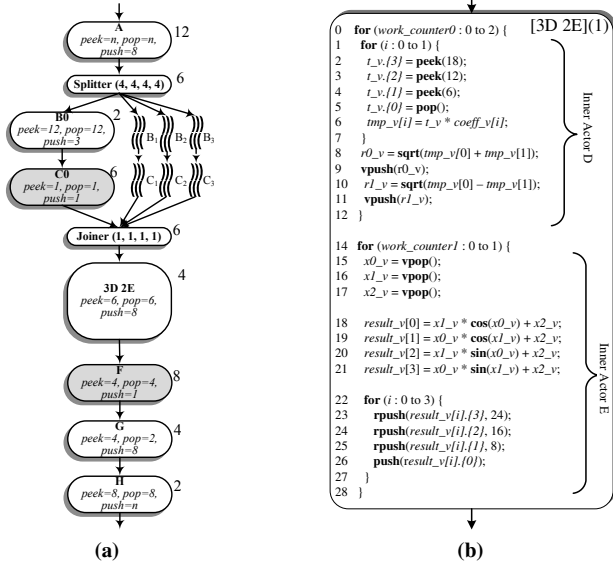 A
peek=n, pop=n,
push=8
12
Splitter (4, 4, 4, 4)
6
B0
peek=12, pop=12,
push=3
2
B1
B2
B3
C0
peek=1, pop=1,
push=1
6
C1
C2
C3
Joiner (1, 1, 1, 1)
6
3D 2E
peek=6, pop=6,
push=8
4
F
peek=4, pop=4,
push=1
8
G
peek=4, pop=2,
push=8
4
H
peek=8, pop=8,
push=n
2
(a)
[3D 2E](1)
0 for (work_counter0 : 0 to 2) {
1 for (i : 0 to 1) {
2 t_v.{3} = peek(18);
3 t_v.{2} = peek(12);
4 t_v.{1} = peek(6);
5 t_v.{0} = pop();
6 tmp_v[i] = t_v * coeff_v[i];
7 }
8 r0_v = sqrt(tmp_v[0] + tmp_v[1]);
9 vpush(r0_v);
10 r1_v = sqrt(tmp_v[0] − tmp_v[1]);
11 vpush(r1_v);
12 }
Inner Actor D
14 for (work_counter1 : 0 to 1) {
15 x0_v = vpop();
16 x1_v = vpop();
17 x2_v = vpop();
18 result_v[0] = x1_v * cos(x0_v) + x2_v;
19 result_v[1] = x0_v * cos(x1_v) + x2_v;
20 result_v[2] = x1_v * sin(x0_v) + x2_v;
21 result_v[3] = x0_v * sin(x1_v) + x2_v;
22 for (i : 0 to 3) {
23 rpush(result_v[i].{3}, 24);
24 rpush(result_v[i].{2}, 16);
25 rpush(result_v[i].{1}, 8);
26 push(result_v[i].{0});
27 }
28 }
Inner Actor E
(b)